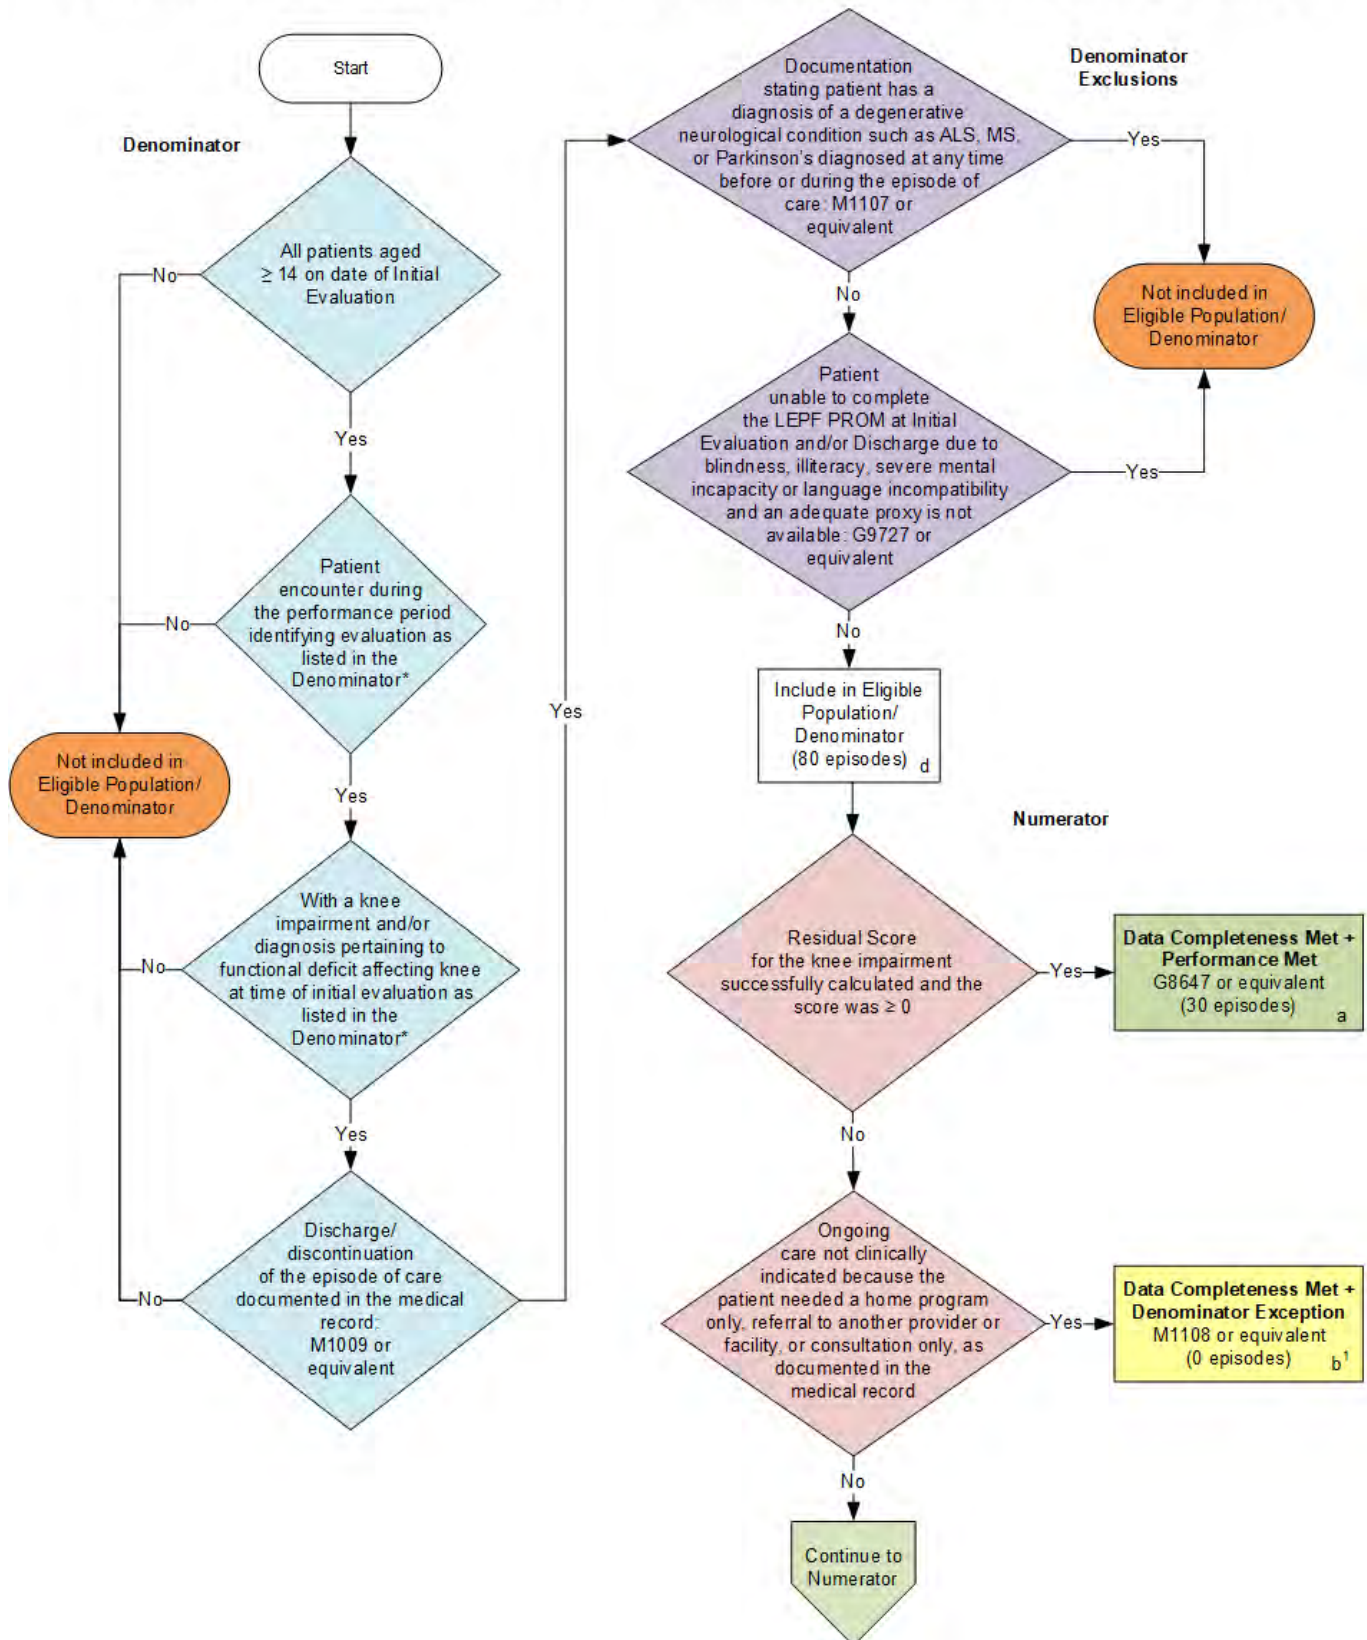 Start
Denominator
All patients aged
≥ 14 on date of Initial
Evaluation
No
Yes
Patient
encounter during
the performance period
identifying evaluation as
listed in the
Denominator*
No
Yes
Not included in
Eligible Population/
Denominator
With a knee
impairment and/or
diagnosis pertaining to
functional deficit affecting knee
at time of initial evaluation as
listed in the
Denominator*
No
Yes
Discharge/
discontinuation
of the episode of care
documented in the medical
record:
M1009 or
equivalent
No
Yes
Denominator
Exclusions
Documentation
stating patient has a
diagnosis of a degenerative
neurological condition such as ALS, MS,
or Parkinson's diagnosed at any time
before or during the episode of
care: M1107 or
equivalent
Yes
No
Not included in
Eligible Population/
Denominator
Patient
unable to complete
the LEPF PROM at Initial
Evaluation and/or Discharge due to
blindness, illiteracy, severe mental
incapacity or language incompatibility
and an adequate proxy is not
available: G9727 or
equivalent
Yes
No
Include in Eligible
Population/
Denominator
(80 episodes) d
Numerator
Residual Score
for the knee impairment
successfully calculated and the
score was ≥ 0
Yes
Data Completeness Met +
Performance Met
G8647 or equivalent
(30 episodes) a
No
Ongoing
care not clinically
indicated because the
patient needed a home program
only, referral to another provider or
facility, or consultation only, as
documented in the
medical record
Yes
Data Completeness Met +
Denominator Exception
M1108 or equivalent
(0 episodes) b¹
No
Continue to
Numerator